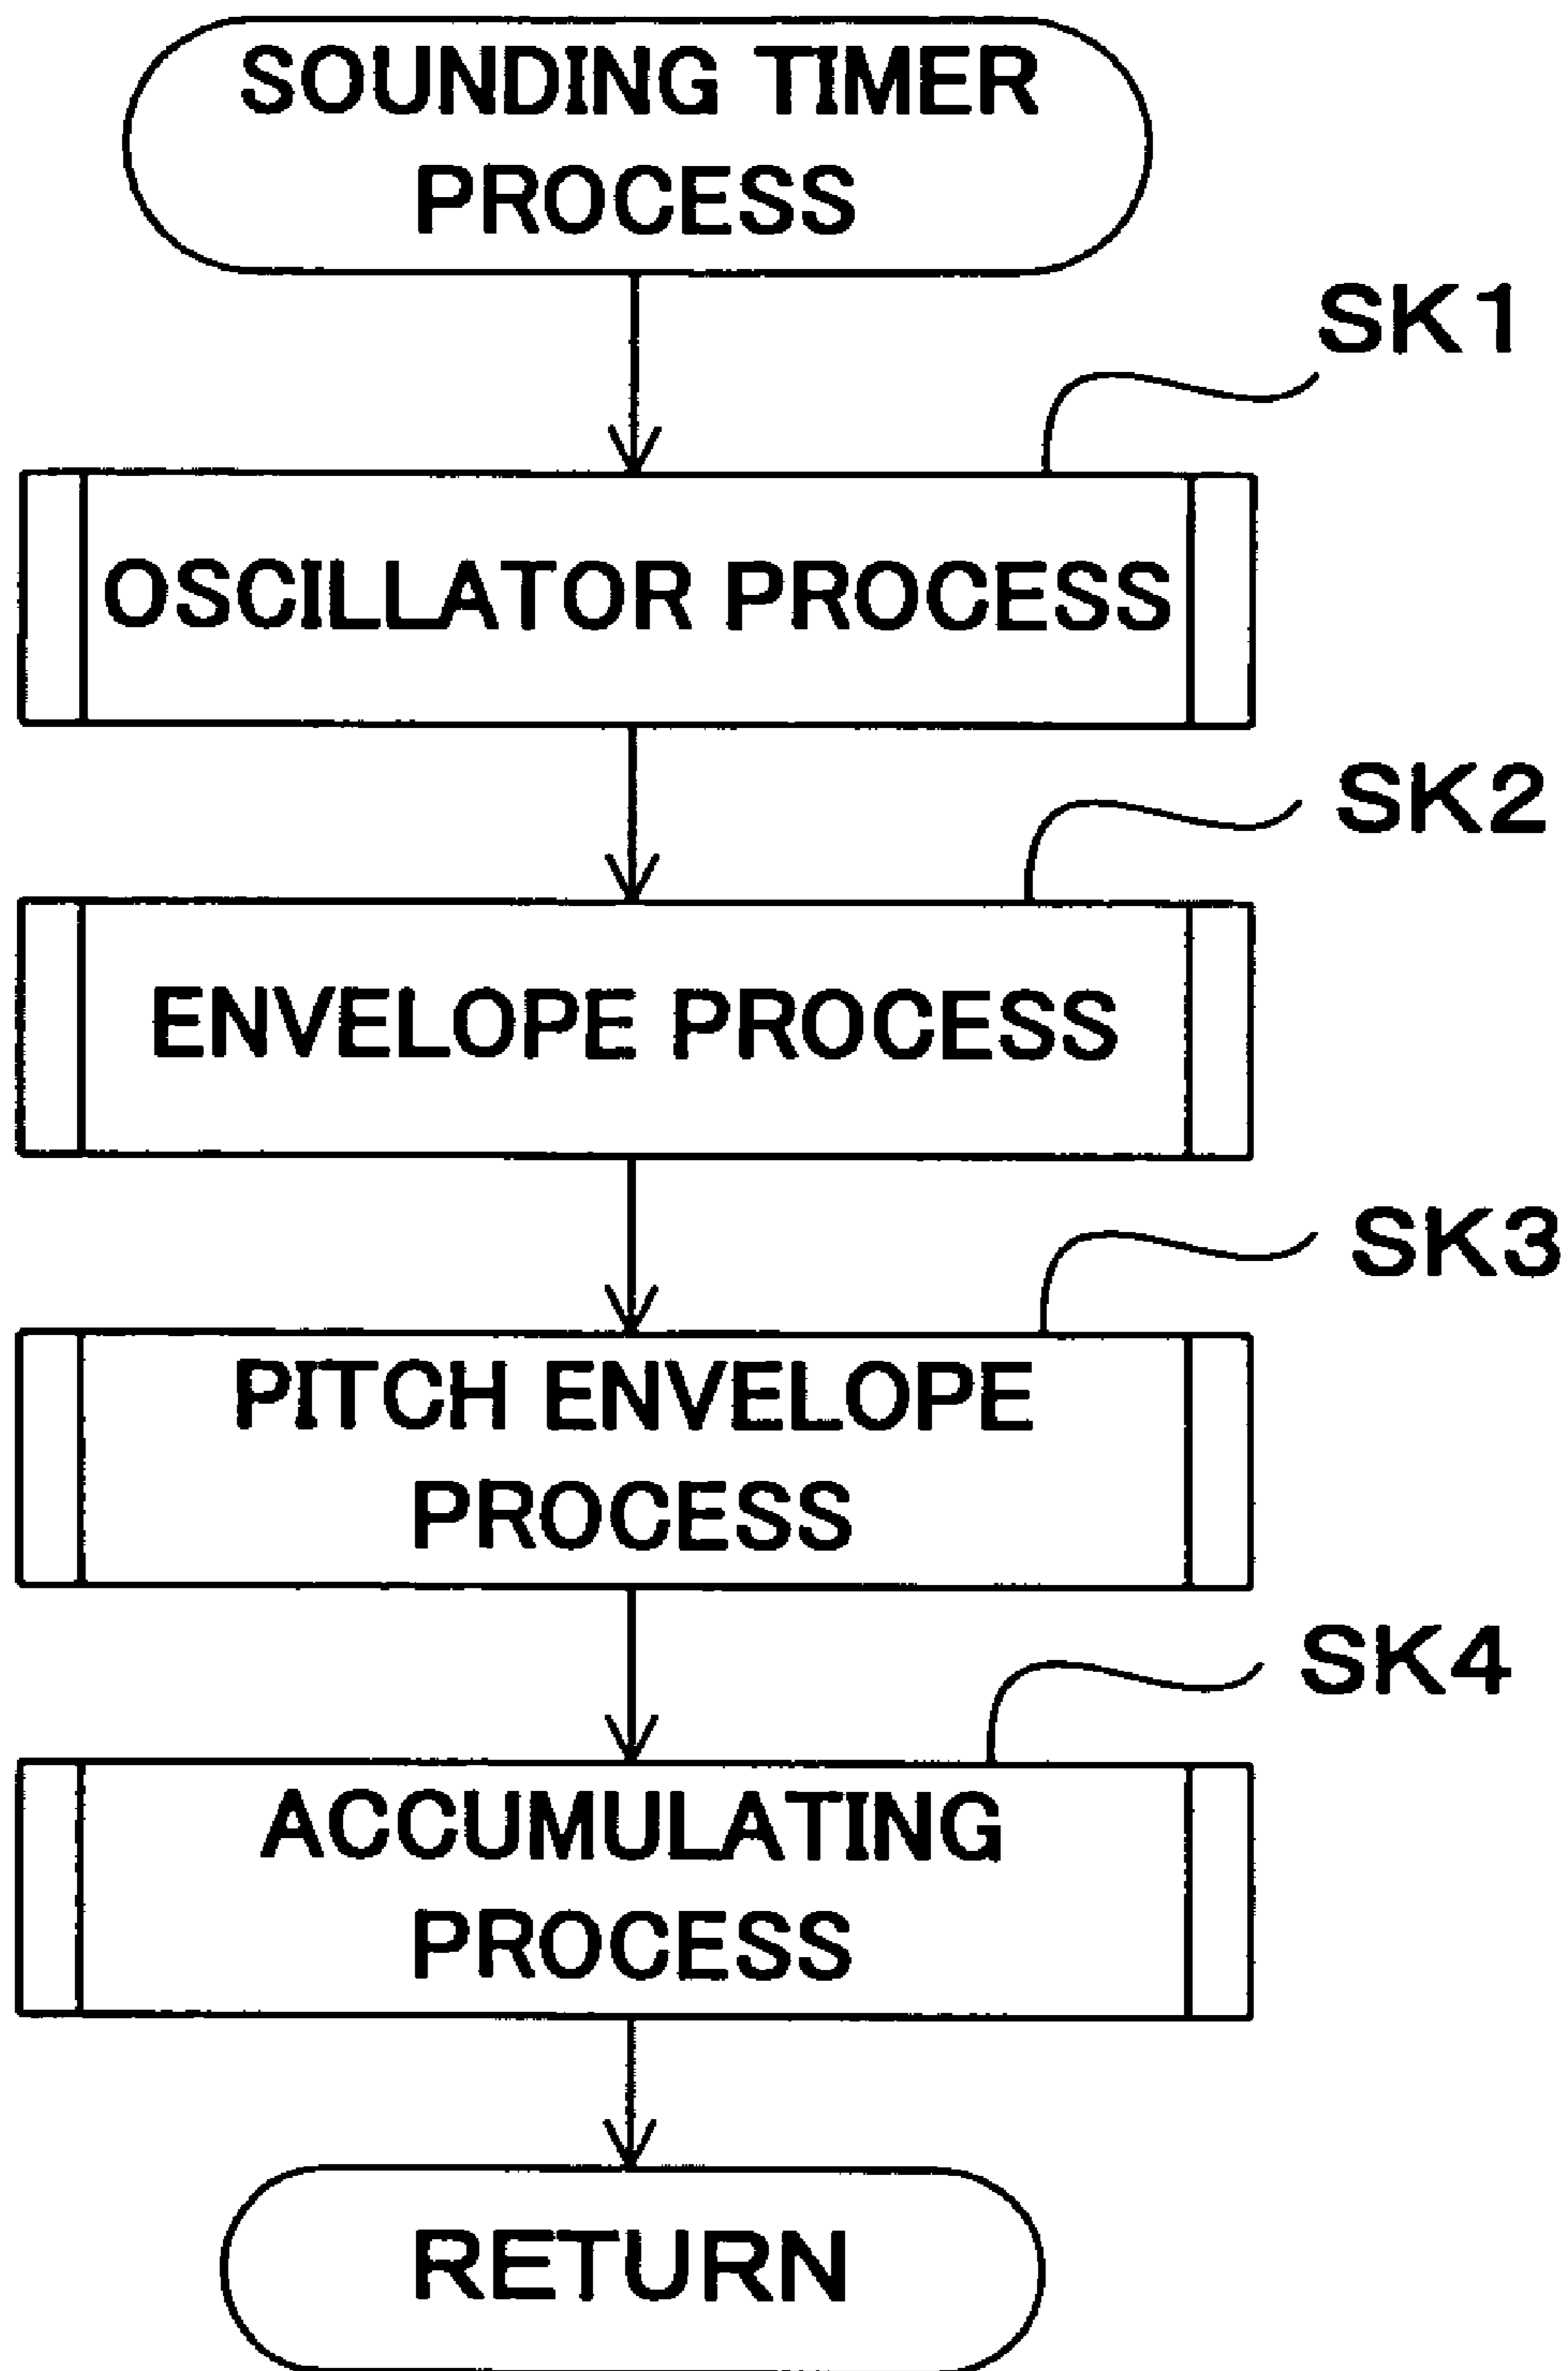 SOUNDING TIMER
PROCESS
SK1
OSCILLATOR PROCESS
SK2
ENVELOPE PROCESS
SK3
PITCH ENVELOPE
PROCESS
SK4
ACCUMULATING
PROCESS
RETURN